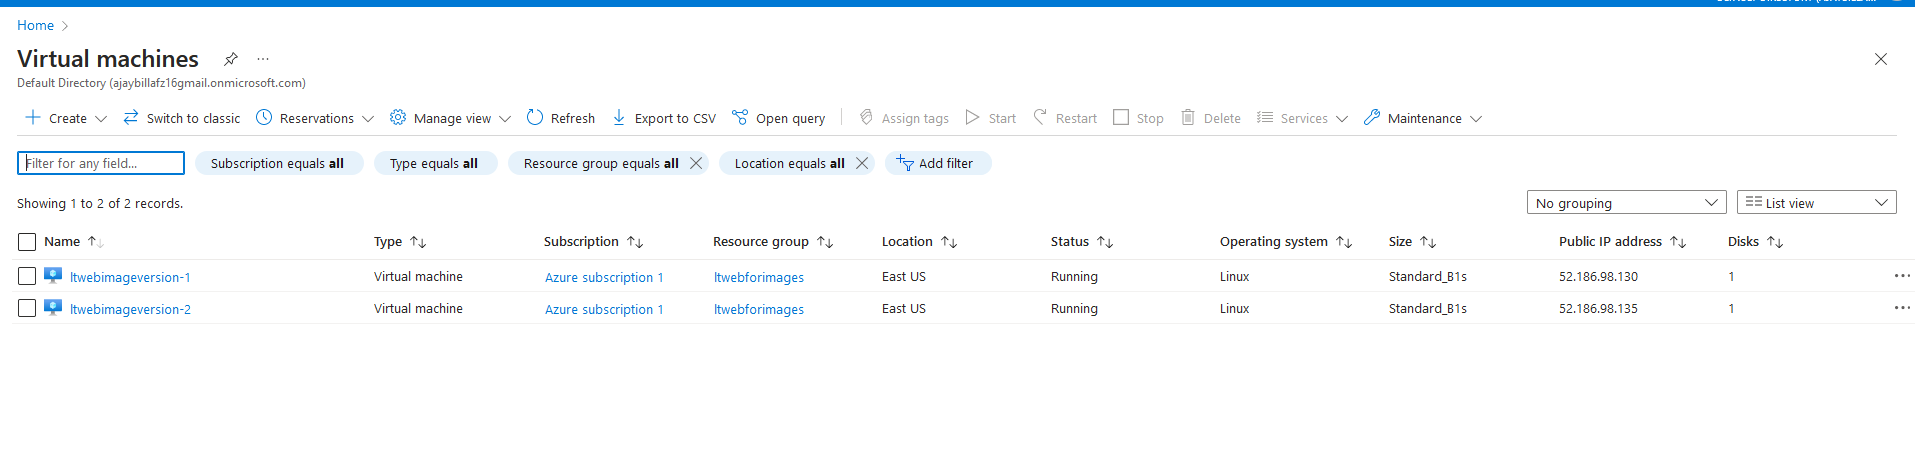 Home
Virtual machines
Default Directory (ajaybillafz16gmail.onmicrosoft.com)
Create Switch to classic Reservations Manage view Refresh Export to CSV Open query Assign tags Start Restart Stop Delete Services Maintenance
Filter for any field... Subscription equals all Type equals all Resource group equals all Location equals all Add filter
Showing 1 to 2 of 2 records. No grouping List view
Name Type Subscription Resource group Location Status Operating system Size Public IP address Disks
ltwebimageversion-1 Virtual machine Azure subscription 1 ltwebforimages East US Running Linux Standard_B1s 52.186.98.130 1
ltwebimageversion-2 Virtual machine Azure subscription 1 ltwebforimages East US Running Linux Standard_B1s 52.186.98.135 1